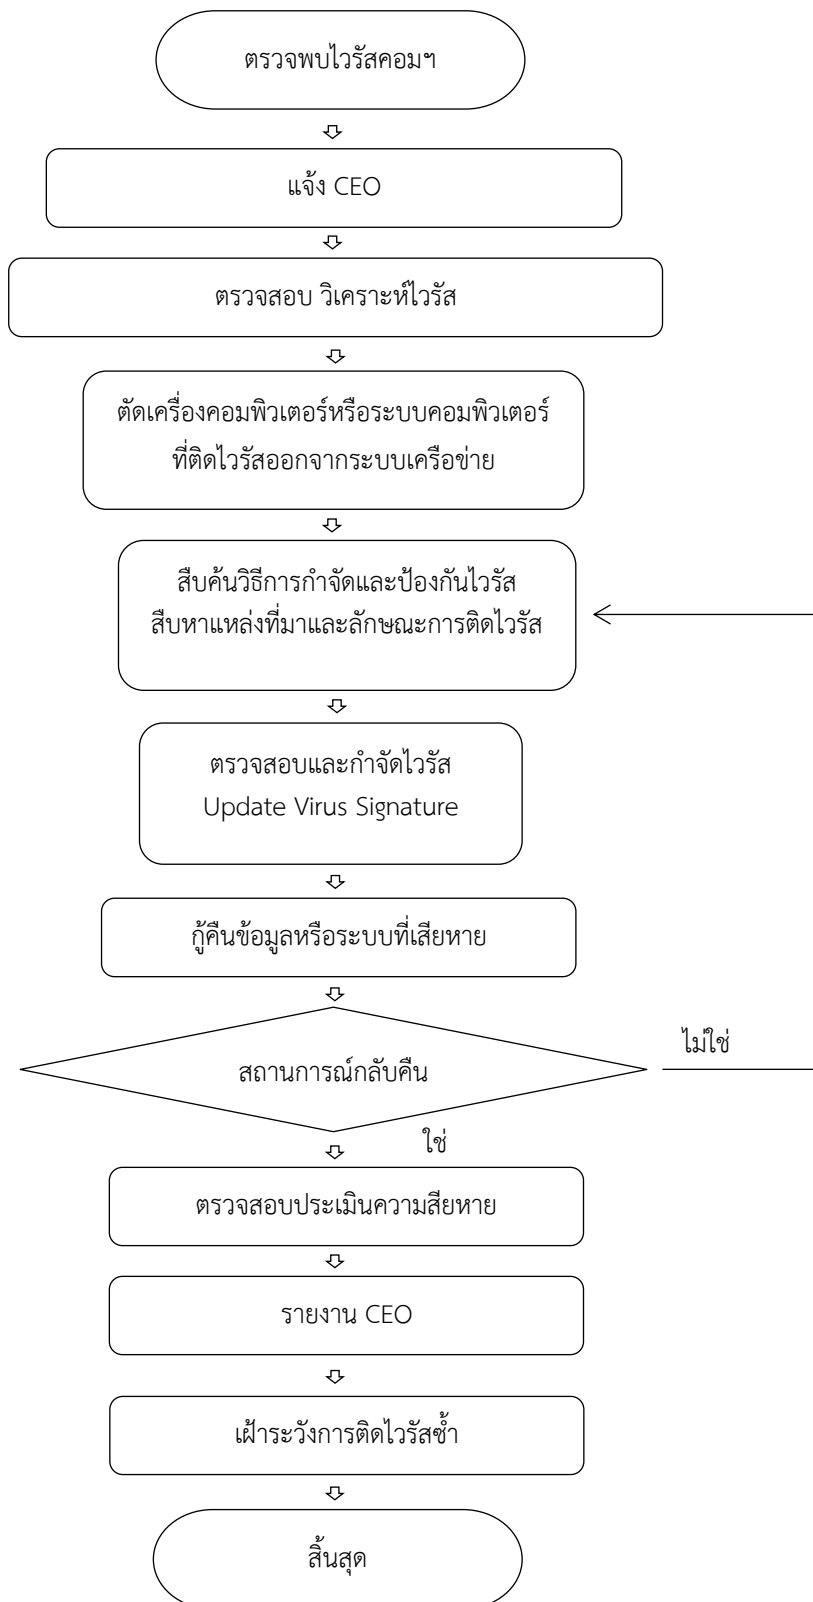 ตรวจพบไวรัสคอมฯ
แจ้ง CEO
ตรวจสอบ วิเคราะห์ไวรัส
ตัดเครื่องคอมพิวเตอร์หรือระบบคอมพิวเตอร์
ที่ติดไวรัสออกจากระบบเครือข่าย
สืบค้นวิธีการกำจัดและป้องกันไวรัส
สืบหาแหล่งที่มาและลักษณะการติดไวรัส
ตรวจสอบและกำจัดไวรัส
Update Virus Signature
กู้คืนข้อมูลหรือระบบที่เสียหาย
ไม่ใช่
สถานการณ์กลับคืน
ใช่
ตรวจสอบประเมินความสียหาย
รายงาน CEO
เฝ้าระวังการติดไวรัสซ้ำ
สิ้นสุด